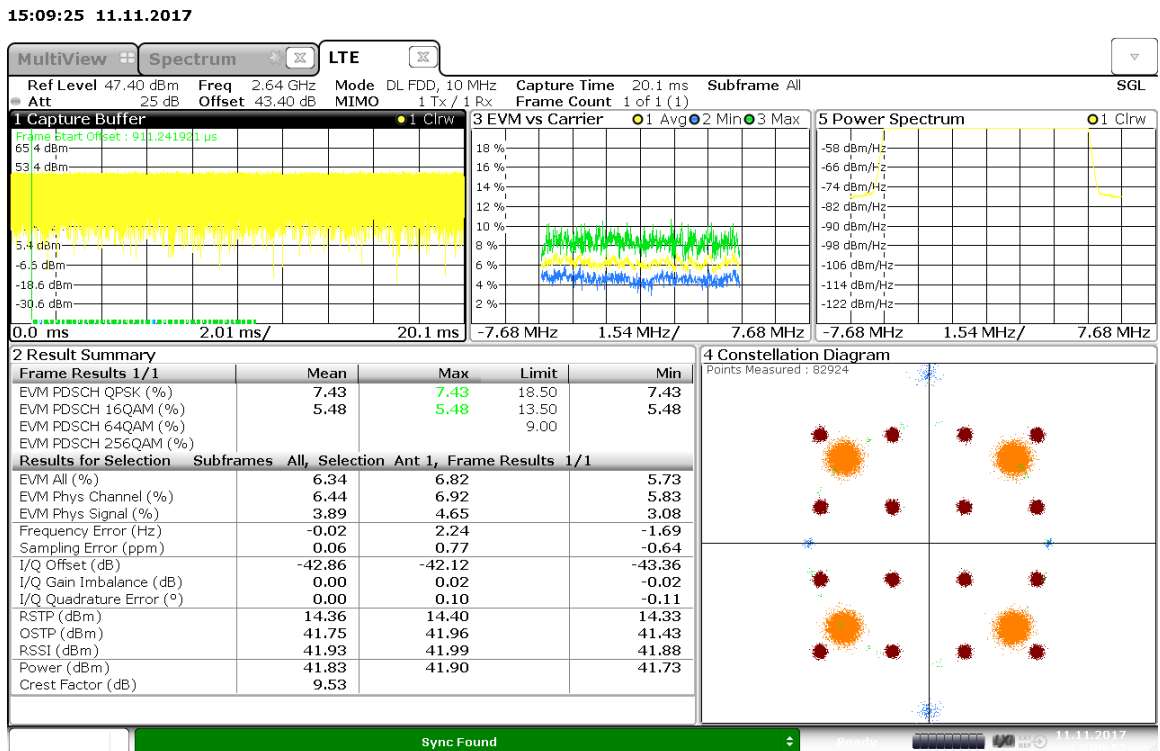 15:09:25 11.11.2017
MultiView Spectrum LTE
Ref Level 47.40 dBm Freq 2.64 GHz Mode DL FDD, 10 MHz Capture Time 20.1 ms Subframe All
Att 25 dB Offset 43.40 dB MIMO 1 Tx / 1 Rx Frame Count 1 of 1 (1) SGL
1 Capture Buffer 1 Clrw
Frame Start Offset : 911.241921 µs
65.4 dBm
53.4 dBm
5.4 dBm
-6.6 dBm
-18.6 dBm
-30.6 dBm
0.0 ms 2.01 ms/ 20.1 ms
3 EVM vs Carrier 1 Avg 2 Min 3 Max
18 %
16 %
14 %
12 %
10 %
8 %
6 %
4 %
2 %
-7.68 MHz 1.54 MHz/ 7.68 MHz
5 Power Spectrum 1 Clrw
-58 dBm/Hz
-66 dBm/Hz
-74 dBm/Hz
-82 dBm/Hz
-90 dBm/Hz
-98 dBm/Hz
-106 dBm/Hz
-114 dBm/Hz
-122 dBm/Hz
-7.68 MHz 1.54 MHz/ 7.68 MHz
2 Result Summary
Frame Results 1/1 Mean Max Limit Min
EVM PDSCH QPSK (%) 7.43 7.43 18.50 7.43
EVM PDSCH 16QAM (%) 5.48 5.48 13.50 5.48
EVM PDSCH 64QAM (%) 9.00
EVM PDSCH 256QAM (%)
Results for Selection Subframes All, Selection Ant 1, Frame Results 1/1
EVM All (%) 6.34 6.82 5.73
EVM Phys Channel (%) 6.44 6.92 5.83
EVM Phys Signal (%) 3.89 4.65 3.08
Frequency Error (Hz) -0.02 2.24 -1.69
Sampling Error (ppm) 0.06 0.77 -0.64
I/Q Offset (dB) -42.86 -42.12 -43.36
I/Q Gain Imbalance (dB) 0.00 0.02 -0.02
I/Q Quadrature Error (°) 0.00 0.10 -0.11
RSTP (dBm) 14.36 14.40 14.33
OSTP (dBm) 41.75 41.96 41.43
RSSI (dBm) 41.93 41.99 41.88
Power (dBm) 41.83 41.90 41.73
Crest Factor (dB) 9.53
4 Constellation Diagram
Points Measured : 82924
Sync Found
Ready
11.11.2017